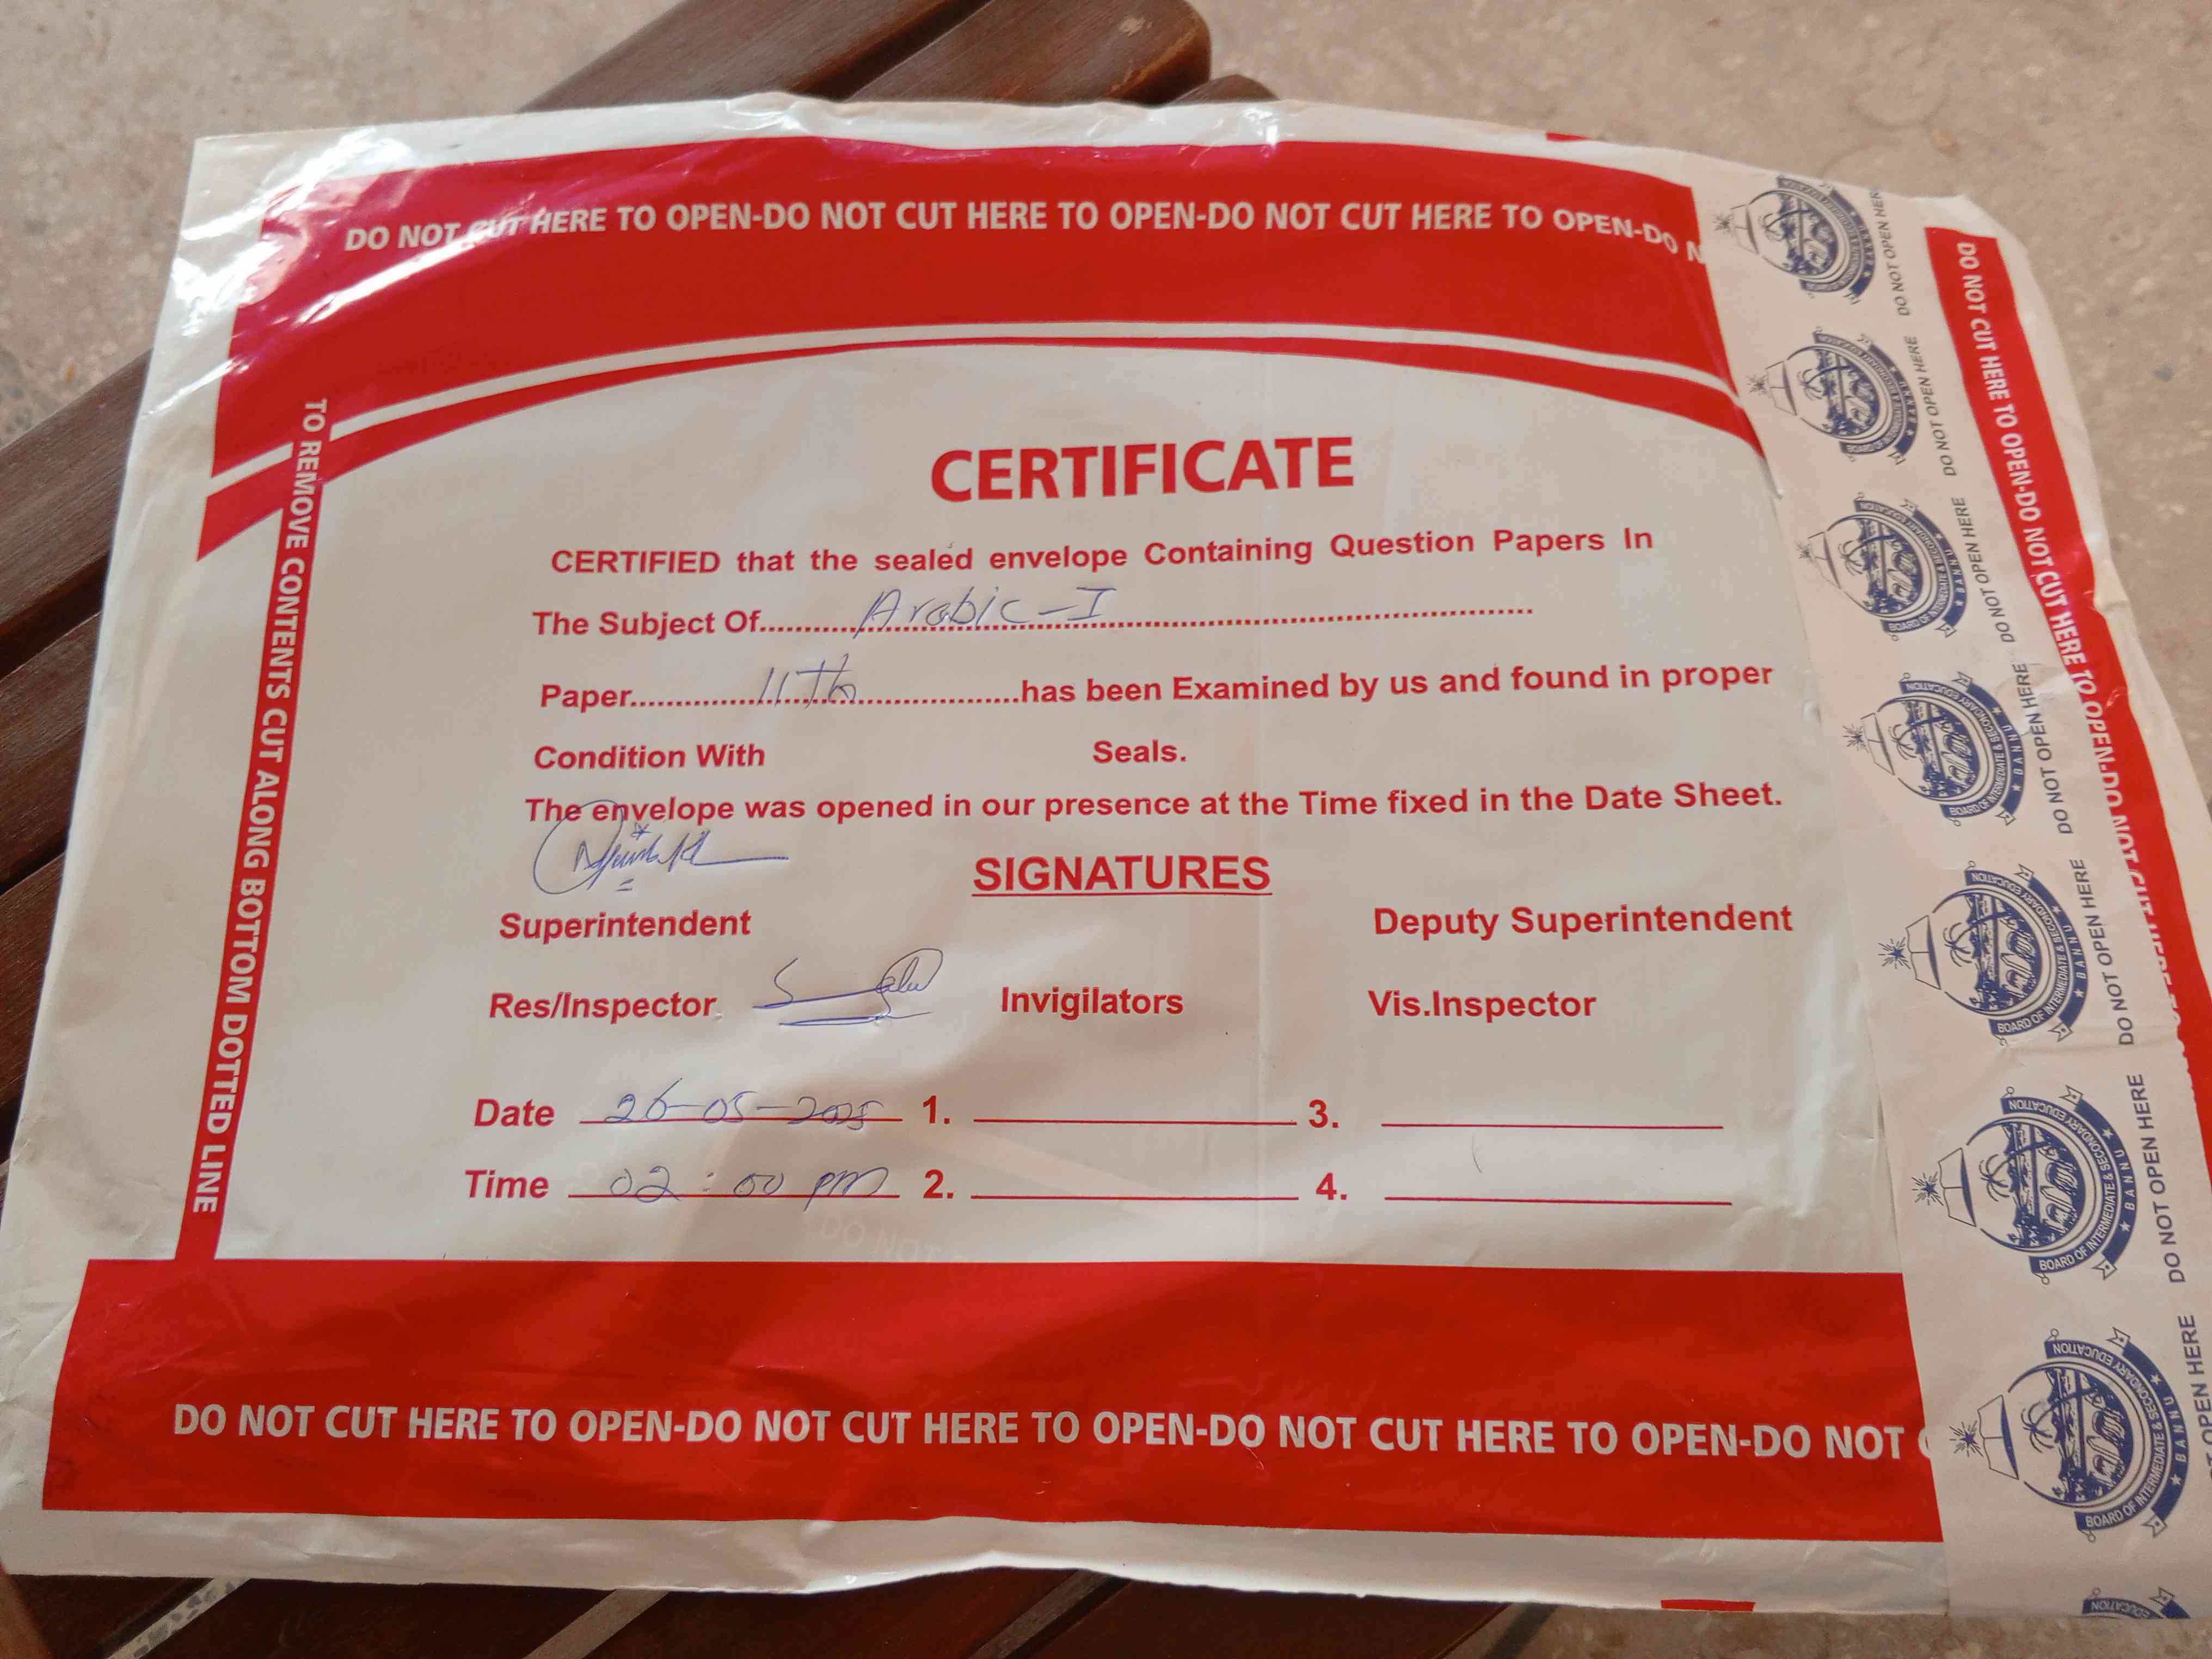 DO NOT CUT HERE TO OPEN-DO NOT CUT HERE TO OPEN-DO NOT CUT HERE TO OPEN-DO N
TO REMOVE CONTENTS CUT ALONG BOTTOM DOTTED LINE
CERTIFICATE
CERTIFIED that the sealed envelope Containing Question Papers In
The Subject Of.......... Arabic-I ..........
Paper.......... 11Th ..........has been Examined by us and found in proper
Condition With Seals.
The envelope was opened in our presence at the Time fixed in the Date Sheet.
SIGNATURES
Superintendent Deputy Superintendent
Res/Inspector Invigilators Vis.Inspector
Date 26-05-2025 1. 3.
Time 02:00 pm 2. 4.
DO NOT CUT HERE TO OPEN-DO NOT CUT HERE TO OPEN-DO NOT CUT HERE TO OPEN-DO NOT
DO NOT CUT HERE TO OPEN-DO NOT CUT HERE TO OPEN-DO NOT CUT HERE
BOARD OF INTERMEDIATE & SECONDARY EDUCATION
BANNU
DO NOT OPEN HERE
DO NOT OPEN HERE
DO NOT OPEN HERE
DO NOT OPEN HERE
DO NOT OPEN HERE
DO NOT OPEN HERE
OPEN HERE